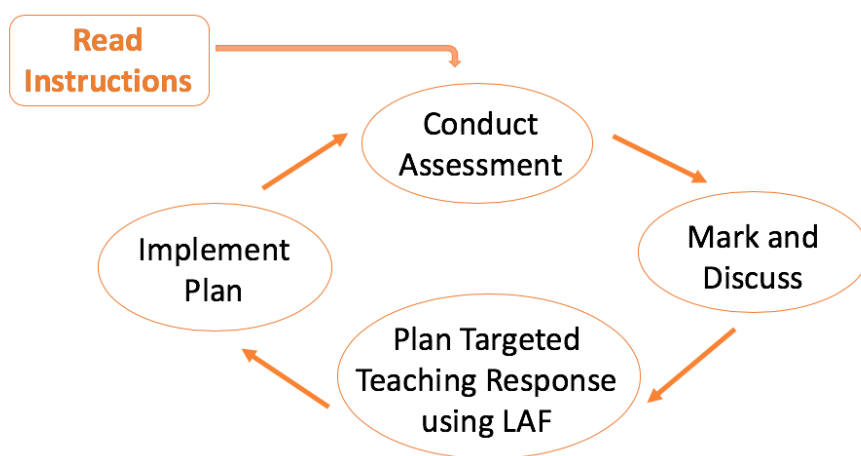 Read
Instructions
Conduct
Assessment
Mark and
Discuss
Plan Targeted
Teaching Response
using LAF
Implement
Plan